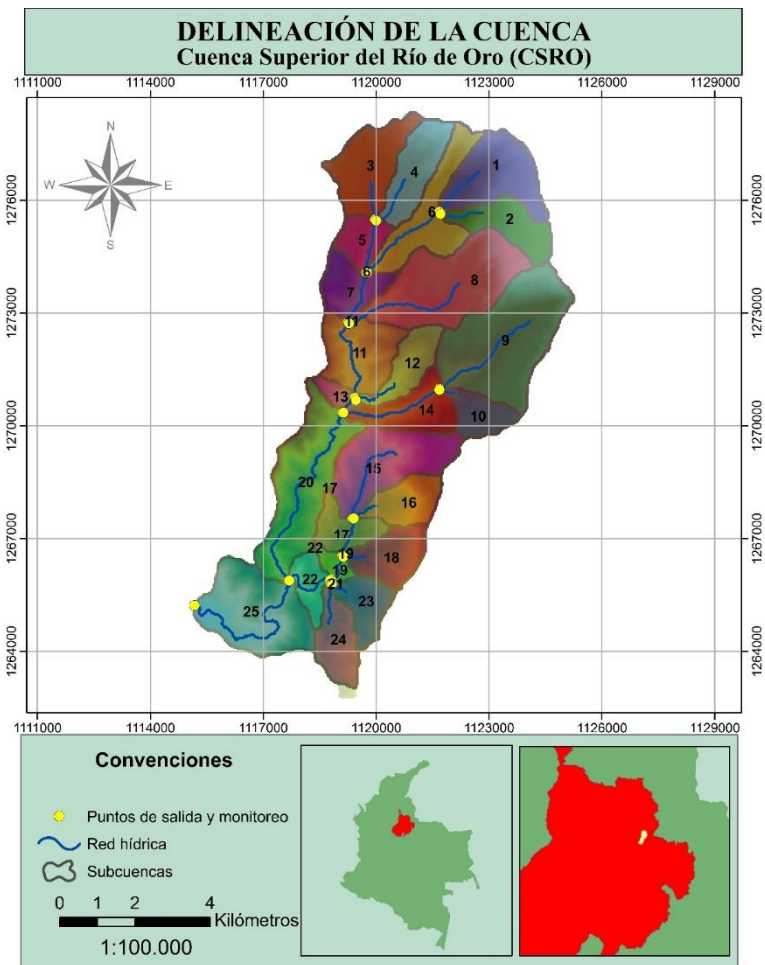 DELINEACIÓN DE LA CUENCA
Cuenca Superior del Río de Oro (CSRO)
1111000 1114000 1117000 1120000 1123000 1126000 1129000
N
W E
S
1276000 1276000
1273000 1273000
1270000 1270000
1267000 1267000
1264000 1264000
3 4 1
6 2
5
6
7 8
11
11 12 9
13
14 10
15
20 17 16
17
22 19 18
22 19
21
25 23
24
1111000 1114000 1117000 1120000 1123000 1126000 1129000
Convenciones
Puntos de salida y monitoreo
Red hídrica
Subcuencas
0 1 2 4
Kilómetros
1:100.000